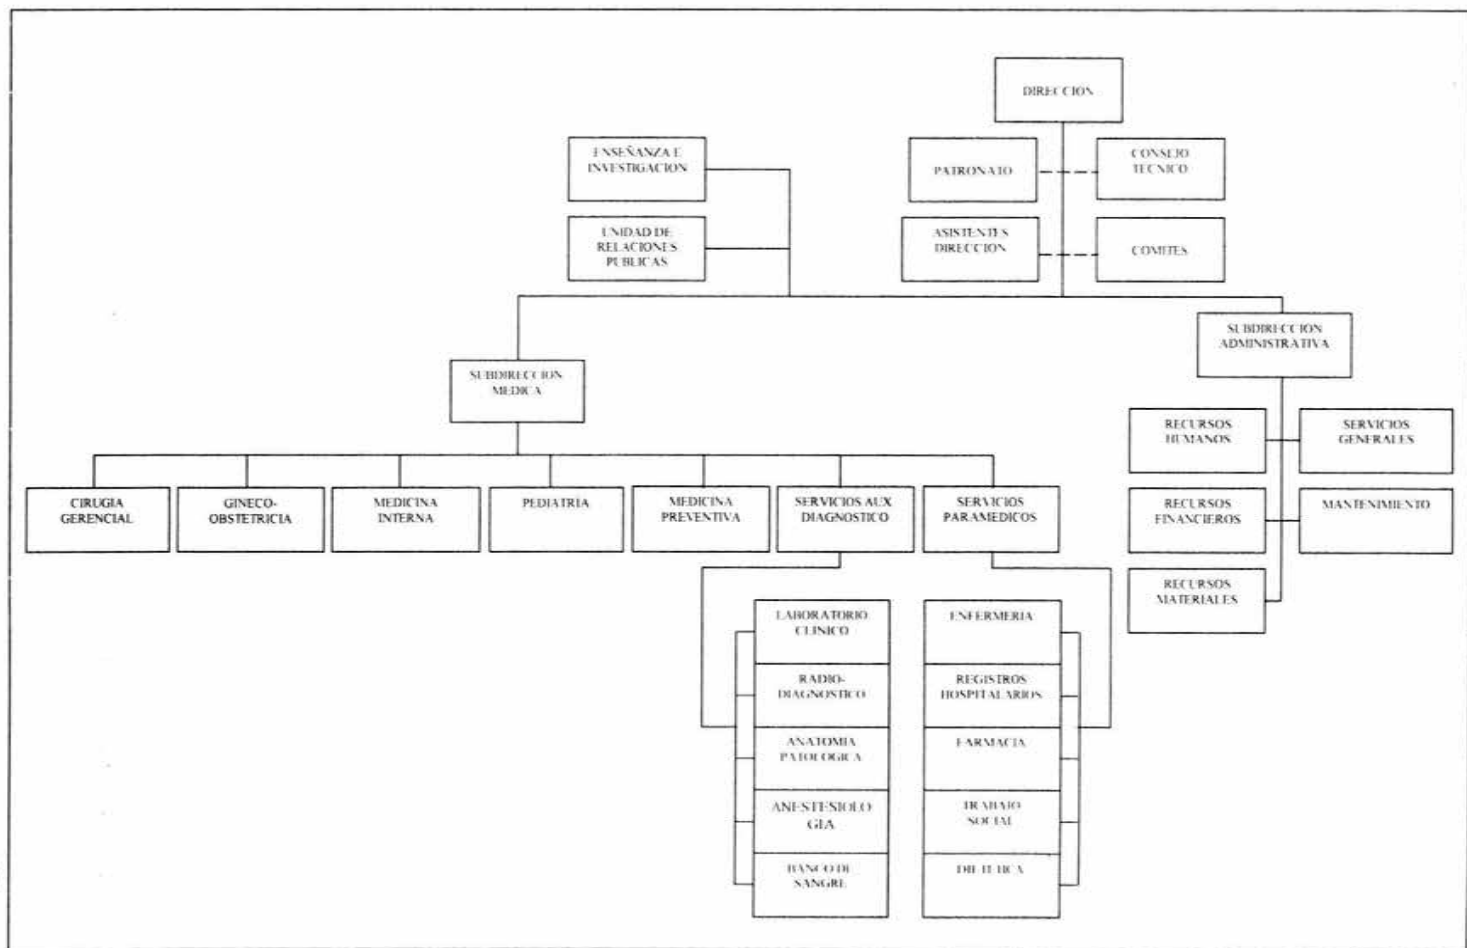 DIRECCION
ENSEÑANZA E
INVESTIGACION
PATRONATO
CONSEJO
TECNICO
UNIDAD DE
RELACIONES
PUBLICAS
ASISTENTES
DIRECCION
COMITES
SUBDIRECCION
ADMINISTRATIVA
SUBDIRECCION
MEDICA
RECURSOS
HUMANOS
SERVICIOS
GENERALES
CIRUGIA
GERENCIAL
GINECO-
OBSTETRICIA
MEDICINA
INTERNA
PEDIATRIA
MEDICINA
PREVENTIVA
SERVICIOS AUX
DIAGNOSTICO
SERVICIOS
PARAMEDICOS
RECURSOS
FINANCIEROS
MANTENIMIENTO
RECURSOS
MATERIALES
LABORATORIO
CLINICO
ENFERMERIA
RADIO-
DIAGNOSTICO
REGISTROS
HOSPITALARIOS
ANATOMIA
PATOLOGICA
FARMACIA
ANESTESIOLO
GIA
TRABAJO
SOCIAL
BANCO DE
SANGRE
DIETETICA